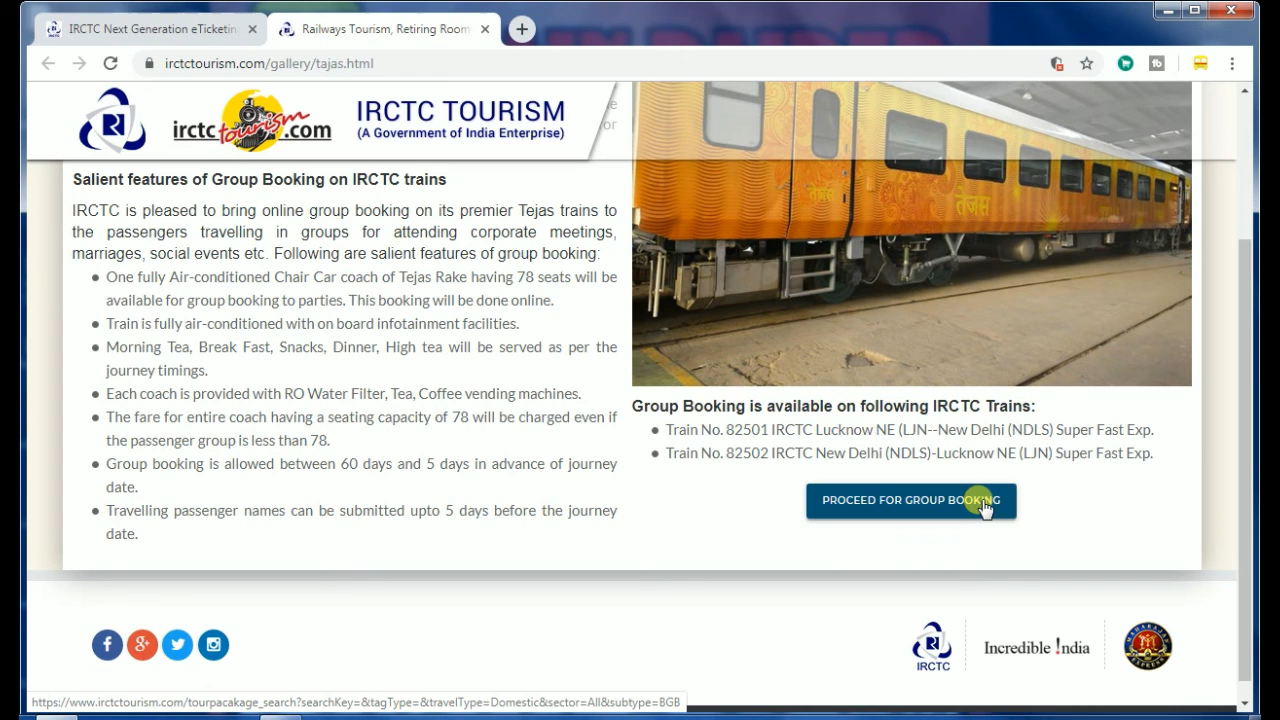 IRCTC Next Generation eTicketin
Railways Tourism, Retiring Room
irctctourism.com/gallery/tajas.html
irctctourism.com
IRCTC TOURISM
(A Government of India Enterprise)
Salient features of Group Booking on IRCTC trains
IRCTC is pleased to bring online group booking on its premier Tejas trains to
the passengers travelling in groups for attending corporate meetings,
marriages, social events etc. Following are salient features of group booking:
One fully Air-conditioned Chair Car coach of Tejas Rake having 78 seats will be
available for group booking to parties. This booking will be done online.
Train is fully air-conditioned with on board infotainment facilities.
Morning Tea, Break Fast, Snacks, Dinner, High tea will be served as per the
journey timings.
Each coach is provided with RO Water Filter, Tea, Coffee vending machines.
The fare for entire coach having a seating capacity of 78 will be charged even if
the passenger group is less than 78.
Group booking is allowed between 60 days and 5 days in advance of journey
date.
Travelling passenger names can be submitted upto 5 days before the journey
date.
तेजस
तेजस
Group Booking is available on following IRCTC Trains:
Train No. 82501 IRCTC Lucknow NE (LJN--New Delhi (NDLS) Super Fast Exp.
Train No. 82502 IRCTC New Delhi (NDLS)-Lucknow NE (LJN) Super Fast Exp.
PROCEED FOR GROUP BOOKING
IRCTC
Incredible !ndia
https://www.irctctourism.com/tourpacakage_search?searchKey=&tagType=&travelType=Domestic&sector=All&subtype=BGB